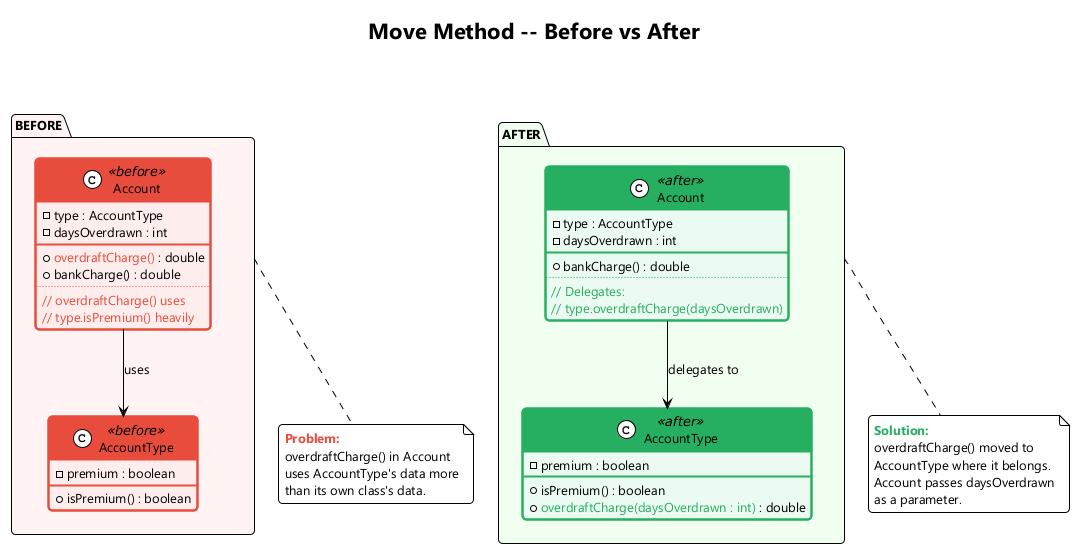 Move Method -- Before vs After
BEFORE
C
«before»
Account
type : AccountType
daysOverdrawn : int
overdraftCharge() : double
bankCharge() : double
// overdraftCharge() uses
// type.isPremium() heavily
uses
C
«before»
AccountType
premium : boolean
isPremium() : boolean
Problem:
overdraftCharge() in Account
uses AccountType's data more
than its own class's data.
AFTER
C
«after»
Account
type : AccountType
daysOverdrawn : int
bankCharge() : double
// Delegates:
// type.overdraftCharge(daysOverdrawn)
delegates to
C
«after»
AccountType
premium : boolean
isPremium() : boolean
overdraftCharge(daysOverdrawn : int) : double
Solution:
overdraftCharge() moved to
AccountType where it belongs.
Account passes daysOverdrawn
as a parameter.